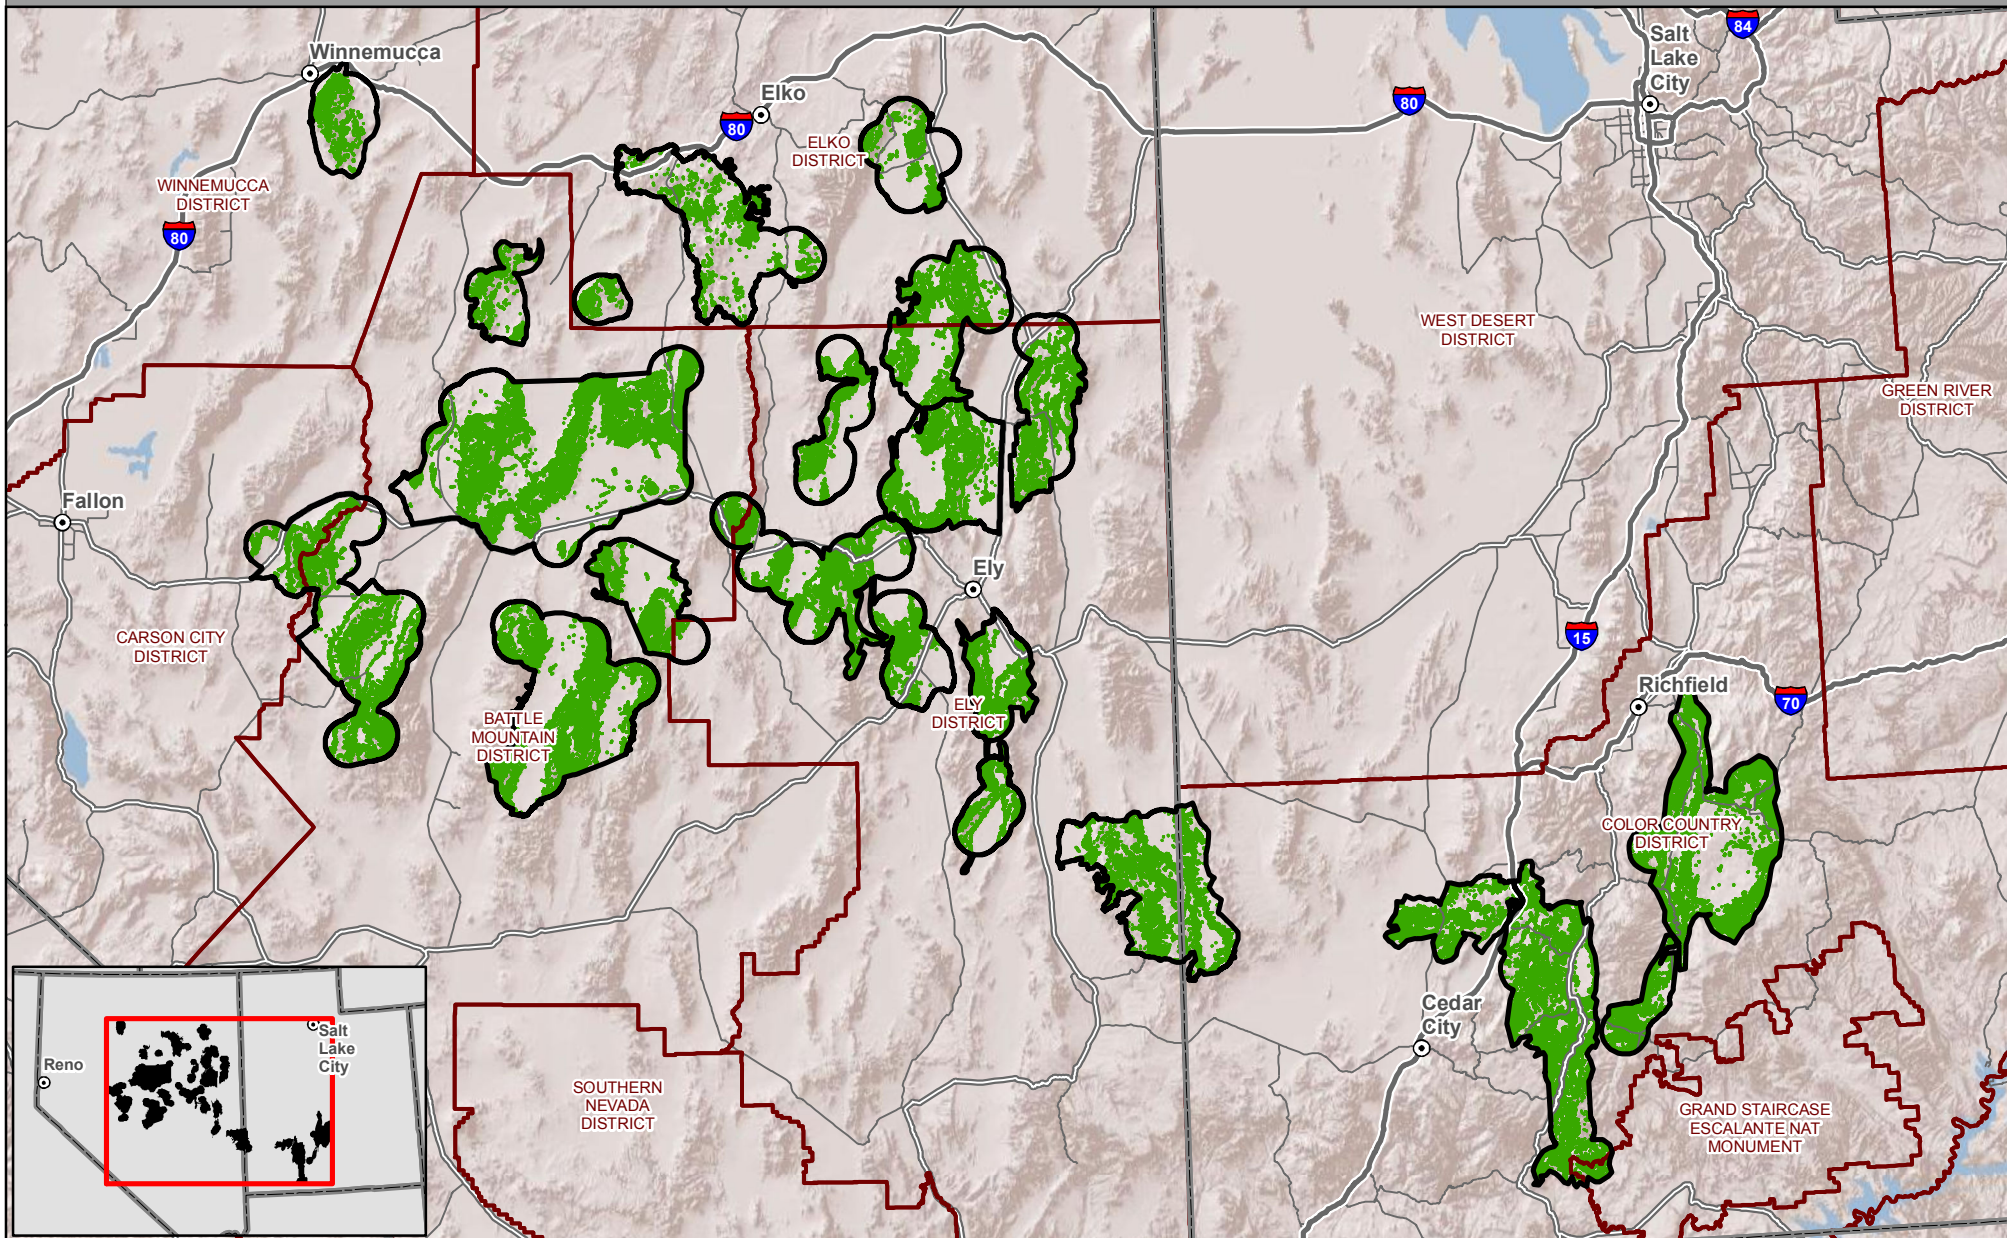 Winnemucca
84
Salt
Lake
City
Elko
80
80
ELKO
DISTRICT
WINNEMUCCA
DISTRICT
80
WEST DESERT
DISTRICT
GREEN RIVER
DISTRICT
Fallon
Ely
CARSON CITY
DISTRICT
15
Richfield
70
ELY
DISTRICT
BATTLE
MOUNTAIN
DISTRICT
COLOR COUNTRY
DISTRICT
Cedar
City
Salt
Lake
City
Reno
SOUTHERN
NEVADA
DISTRICT
GRAND STAIRCASE
ESCALANTE NAT
MONUMENT